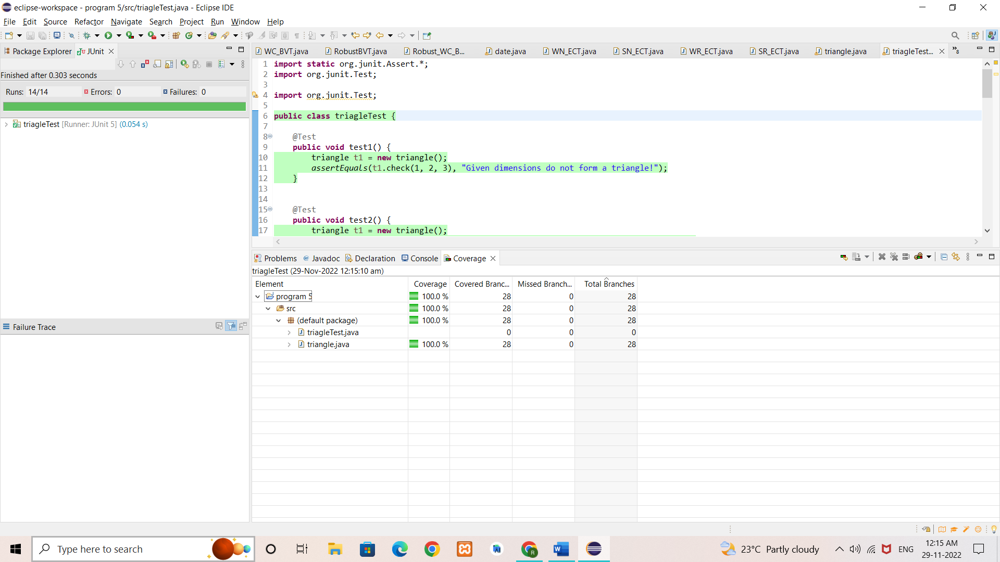 eclipse-workspace - program 5/src/triagleTest.java - Eclipse IDE
File Edit Source Refactor Navigate Search Project Run Window Help
Package Explorer JUnit
Finished after 0.303 seconds
Runs: 14/14 Errors: 0 Failures: 0
triagleTest [Runner: JUnit 5] (0.054 s)
Failure Trace
WC_BVT.java RobustBVT.java Robust_WC_B... date.java WN_ECT.java SN_ECT.java WR_ECT.java SR_ECT.java triangle.java triagleTest... »8
1 import static org.junit.Assert.*;
2 import org.junit.Test;
3
4 import org.junit.Test;
5
6 public class triagleTest {
7
8 @Test
9 public void test1() {
10 triangle t1 = new triangle();
11 assertEquals(t1.check(1, 2, 3), "Given dimensions do not form a triangle!");
12 }
13
14
15 @Test
16 public void test2() {
17 triangle t1 = new triangle();
Problems Javadoc Declaration Console Coverage
triagleTest (29-Nov-2022 12:15:10 am)
Element Coverage Covered Branc... Missed Branch... Total Branches
program 5 100.0 % 28 0 28
src 100.0 % 28 0 28
(default package) 100.0 % 28 0 28
triagleTest.java 0 0 0
triangle.java 100.0 % 28 0 28
Type here to search
23°C Partly cloudy ENG 12:15 AM
29-11-2022